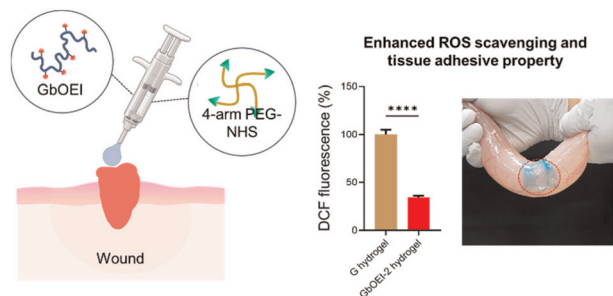 GbOEI
4-arm PEG-
NHS
Wound
Enhanced ROS scavenging and
tissue adhesive property
DCF fluorescence (%)
150
100
50
0
****
G hydrogel
GbOEI-2 hydrogel